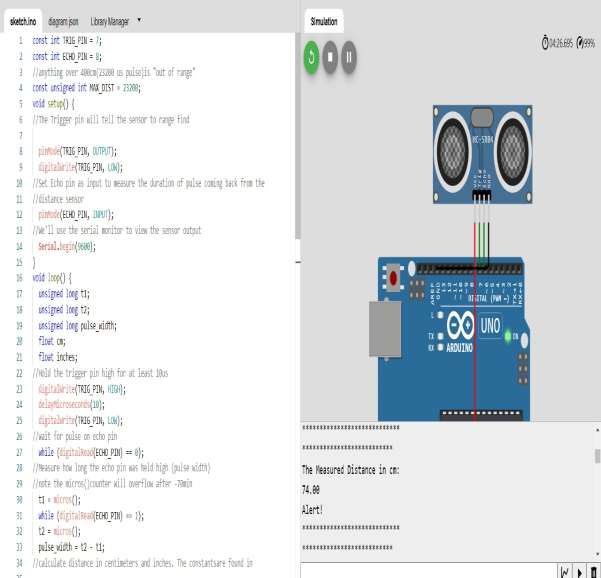 sketch.ino diagram.json Library Manager
1 const int TRIG_PIN = 7;
2 const int ECHO_PIN = 8;
3 //anything over 400cm(23200 us pulse)is "out of range"
4 const unsigned int MAX_DIST = 23200;
5 void setup() {
6 //The Trigger pin will tell the sensor to range find
7
8 pinMode(TRIG_PIN, OUTPUT);
9 digitalWrite(TRIG_PIN, LOW);
10 //Set Echo pin as input to measure the duration of pulse coming back from the
11 //distance sensor
12 pinMode(ECHO_PIN, INPUT);
13 //We'll use the serial monitor to view the sensor output
14 Serial.begin(9600);
15 }
16 void loop() {
17 unsigned long t1;
18 unsigned long t2;
19 unsigned long pulse_width;
20 float cm;
21 float inches;
22 //Hold the trigger pin high for at least 10us
23 digitalWrite(TRIG_PIN, HIGH);
24 delayMicroseconds(10);
25 digitalWrite(TRIG_PIN, LOW);
26 //wait for pulse on echo pin
27 while (digitalRead(ECHO_PIN) == 0);
28 //Measure how long the echo pin was held high (pulse width)
29 //note the micros()counter will overflow after ~70min
30 t1 = micros();
31 while (digitalRead(ECHO_PIN) == 1);
32 t2 = micros();
33 pulse_width = t2 - t1;
34 //calculate distance in centimeters and inches. The constantsare found in
Simulation
04:26.695 99%
HC-SR04
AREF
GND
13
12
DIGITAL (PWM ~)
L
TX
RX
UNO
ARDUINO
ON
****************************
**************************
The Measured Distance in cm:
74.00
Alert!
****************************
**************************